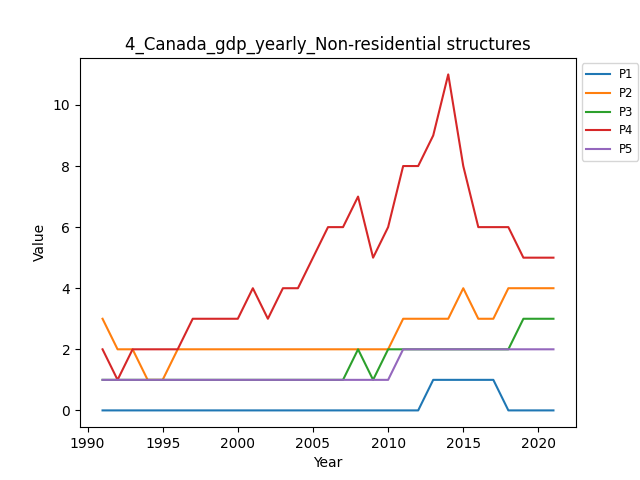 4_Canada_gdp_yearly_Non-residential structures
P1
P2
P3
P4
P5
Value
10
8
6
4
2
0
1990 1995 2000 2005 2010 2015 2020
Year